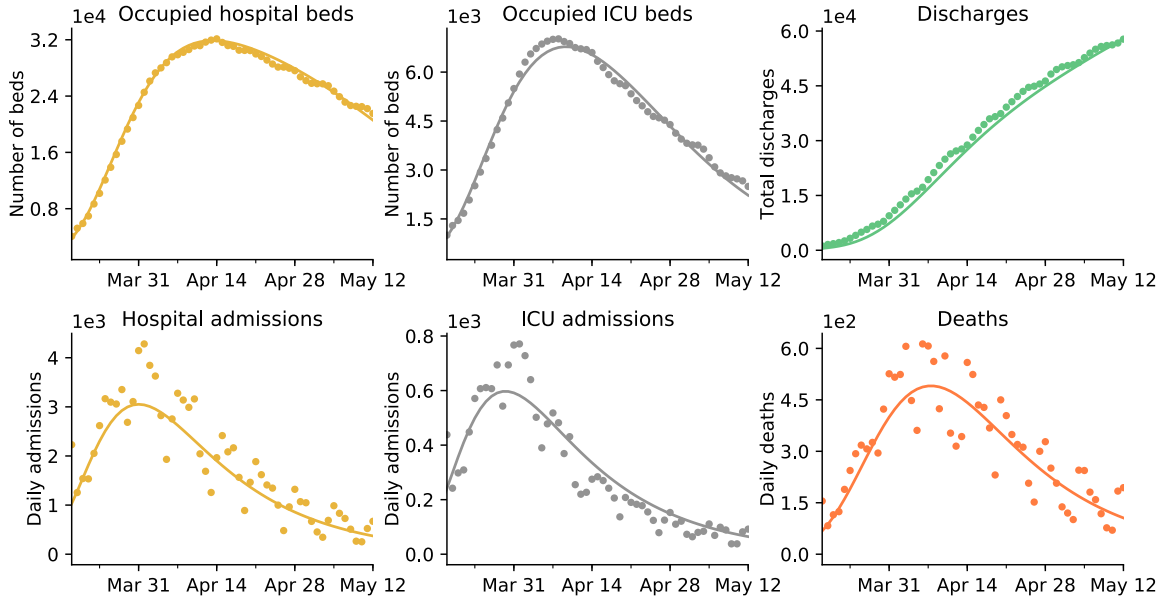 Occupied hospital beds
1e4
Number of beds
3.2
2.4
1.6
0.8
Mar 31 Apr 14 Apr 28 May 12
Occupied ICU beds
1e3
Number of beds
6.0
4.5
3.0
1.5
Mar 31 Apr 14 Apr 28 May 12
Discharges
1e4
Total discharges
6.0
4.5
3.0
1.5
0.0
Mar 31 Apr 14 Apr 28 May 12
Hospital admissions
1e3
Daily admissions
4
3
2
1
0
Mar 31 Apr 14 Apr 28 May 12
ICU admissions
1e3
Daily admissions
0.8
0.6
0.4
0.2
0.0
Mar 31 Apr 14 Apr 28 May 12
Deaths
1e2
Daily deaths
6.0
4.5
3.0
1.5
0.0
Mar 31 Apr 14 Apr 28 May 12